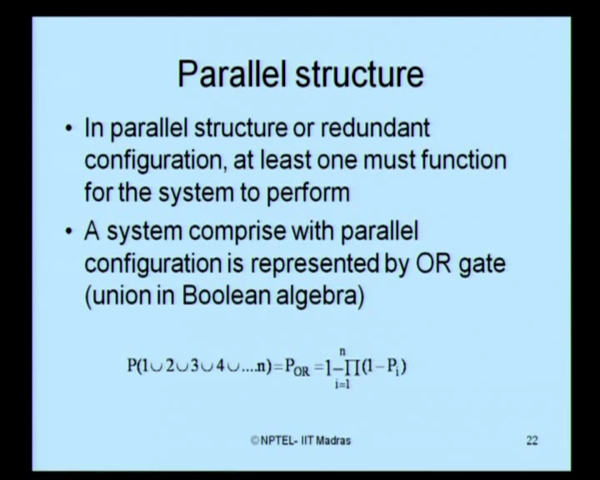 Parallel structure
• In parallel structure or redundant
configuration, at least one must function
for the system to perform
• A system comprise with parallel
configuration is represented by OR gate
(union in Boolean algebra)
P(1∪2∪3∪4∪....n)=P_OR=1−∏_{i=1}^{n}(1−P_i)
©NPTEL- IIT Madras
22